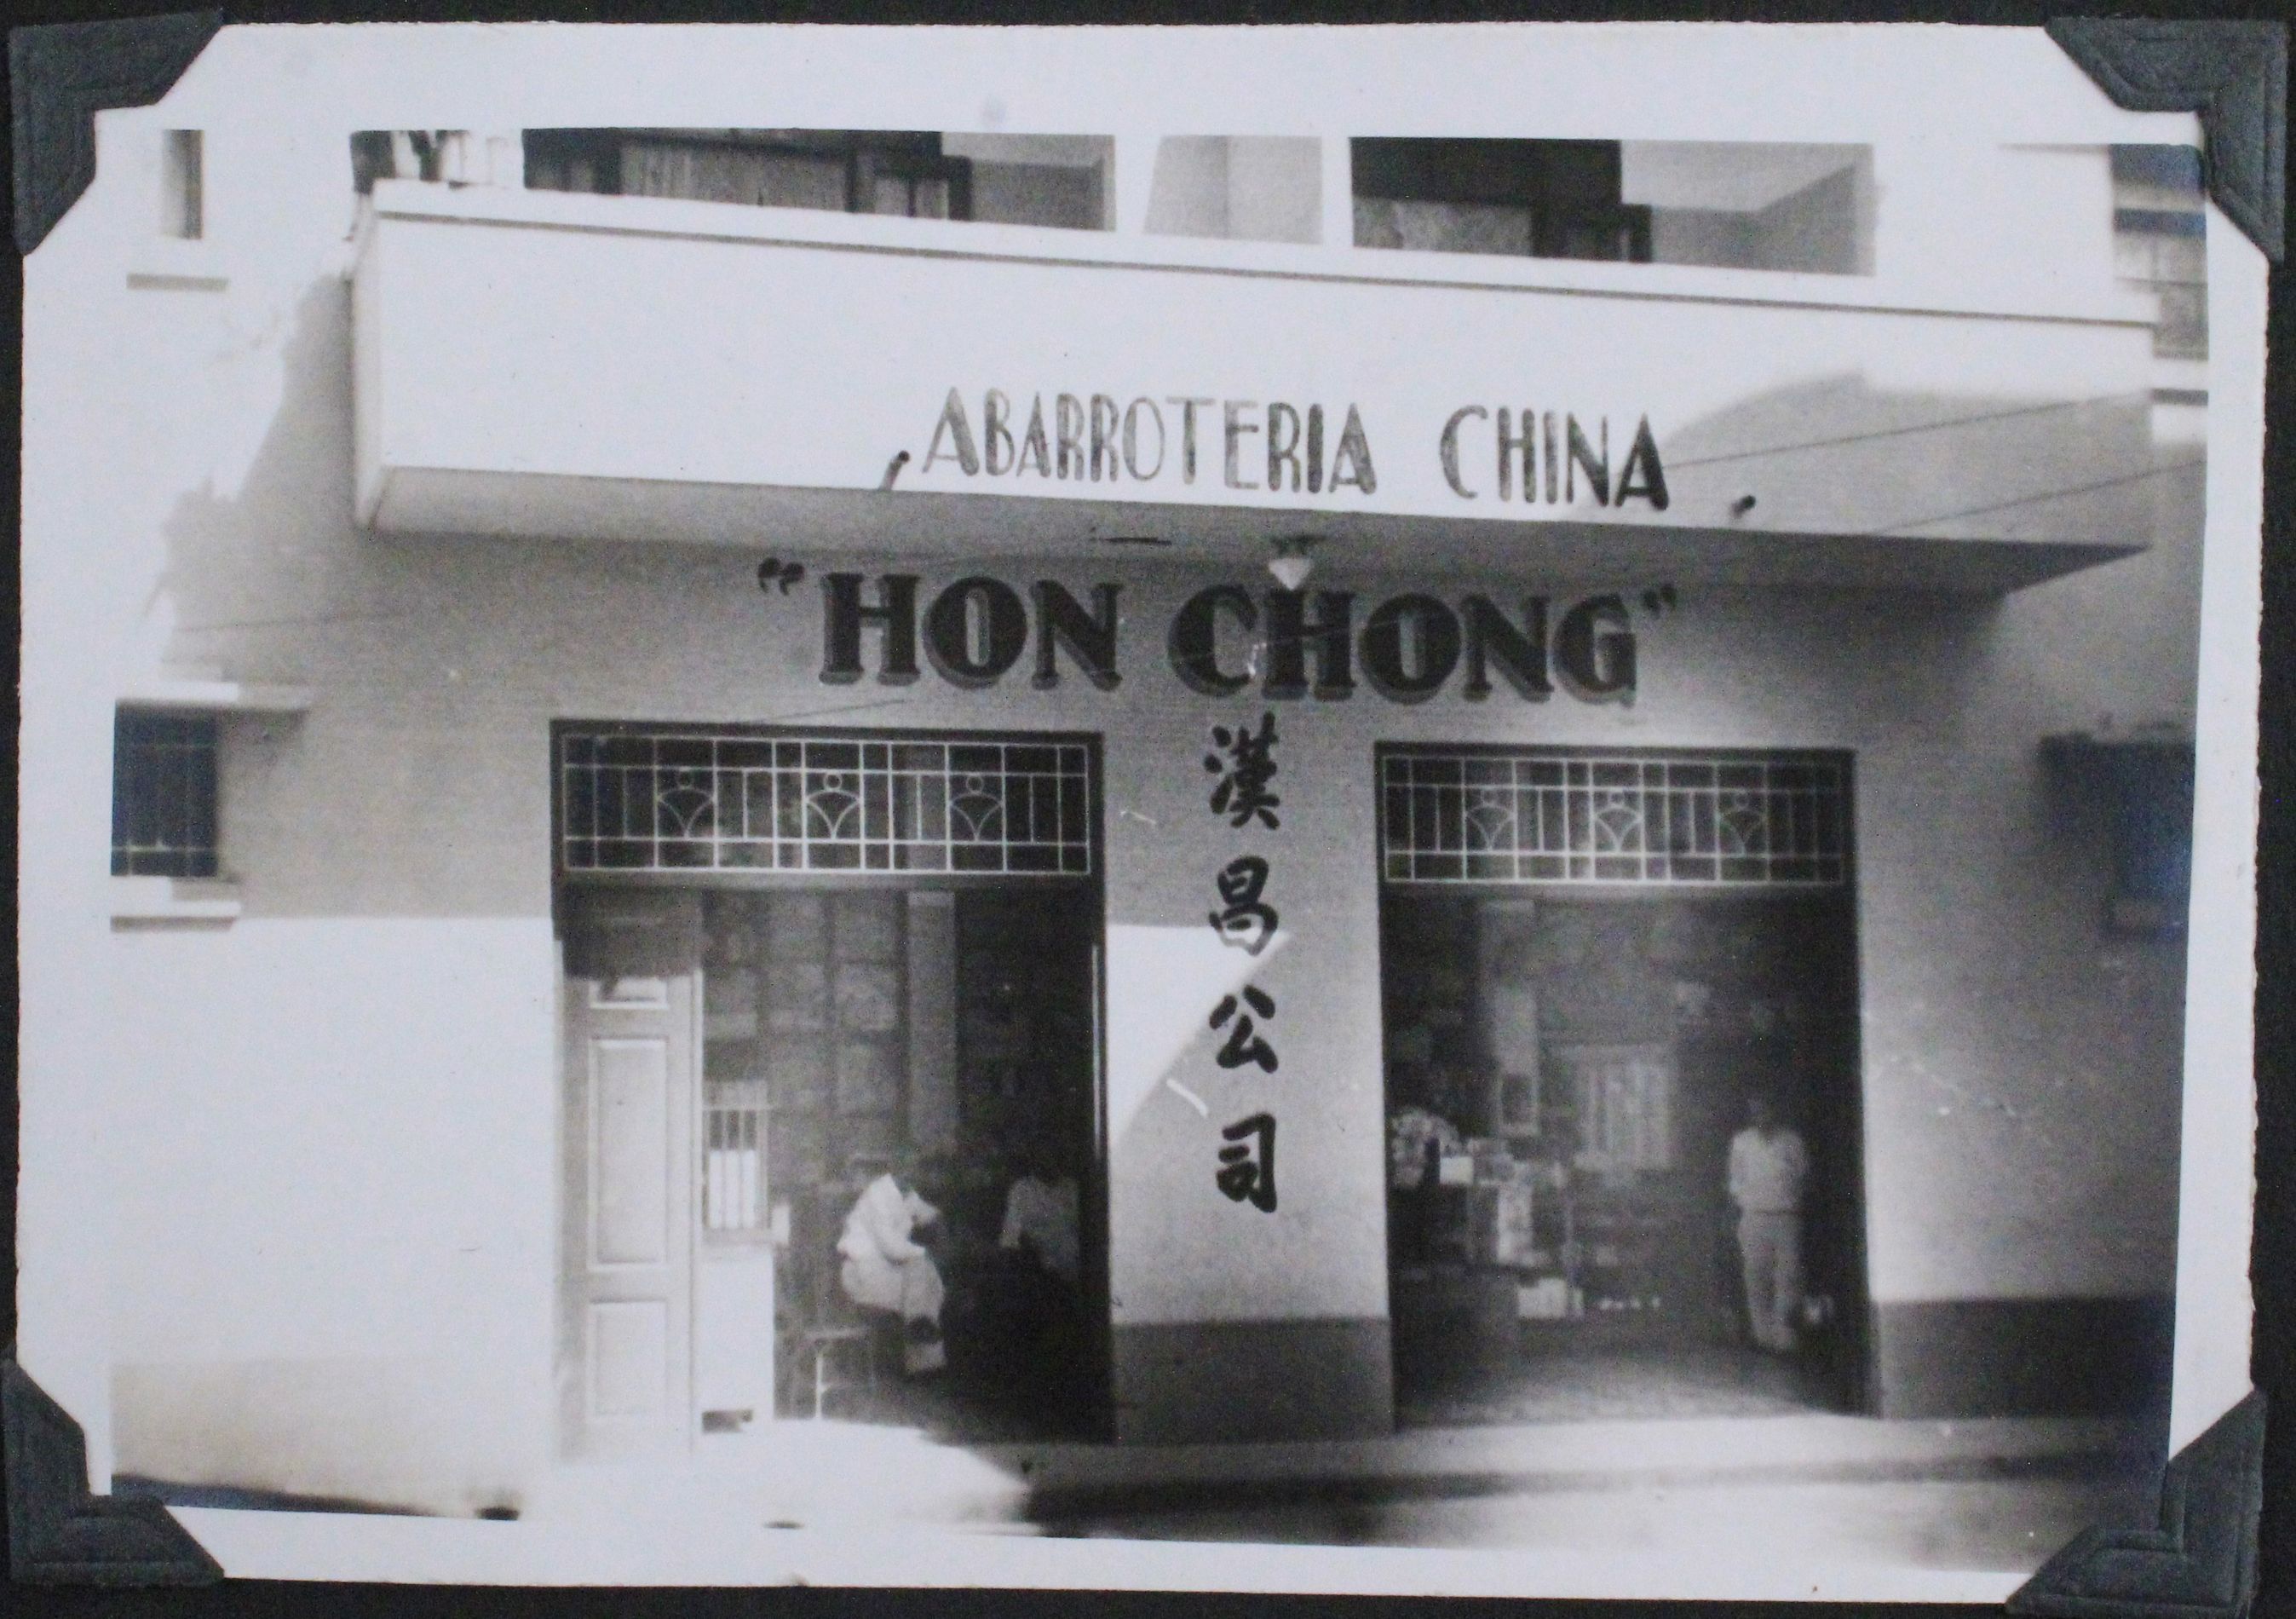 ABARROTERIA CHINA
"HON CHONG"
漢昌公司